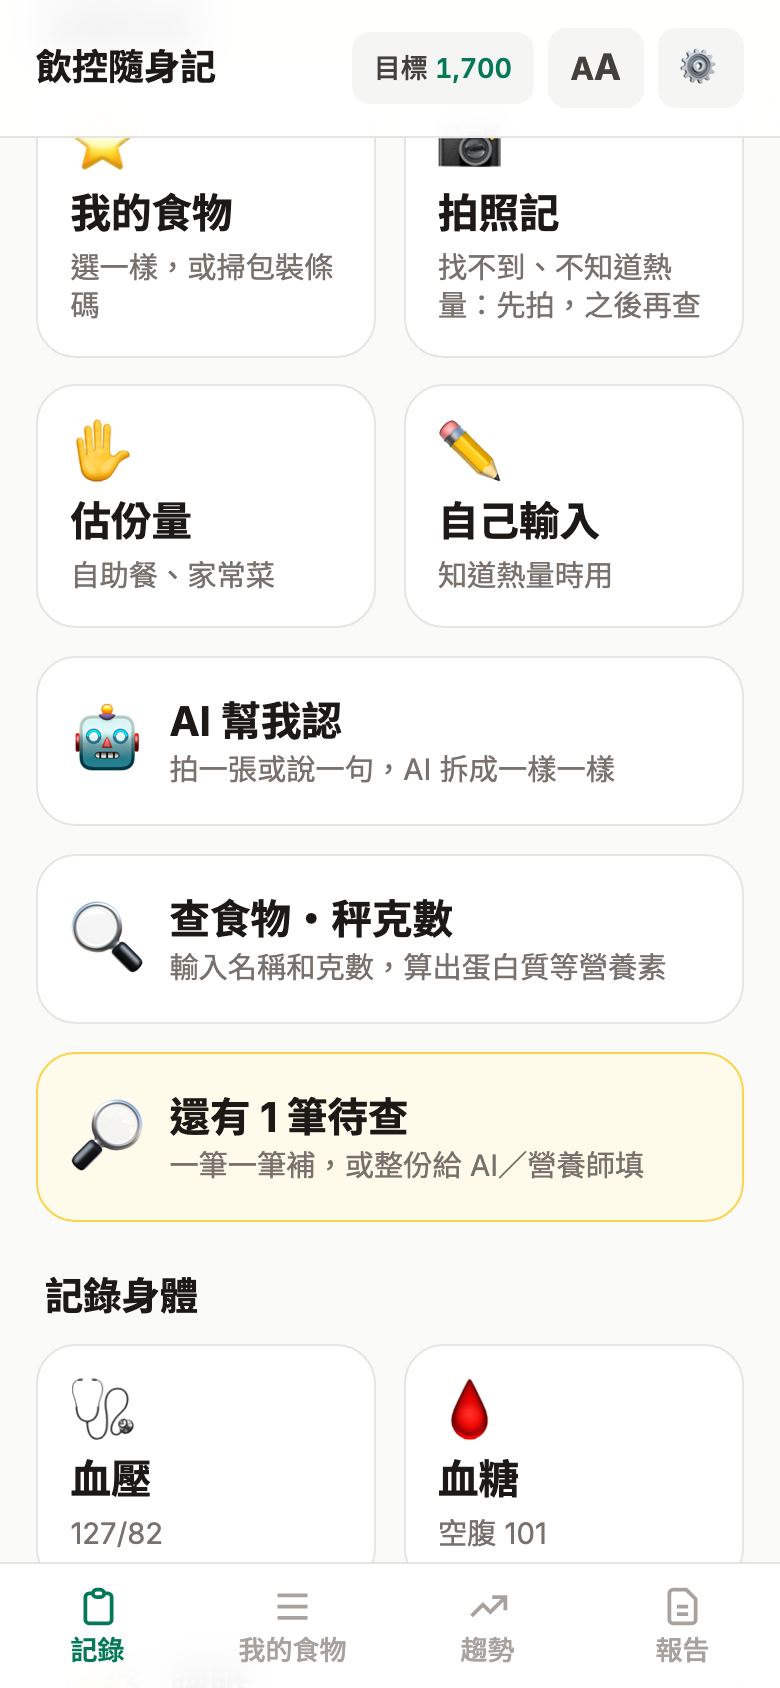 飲控隨身記
目標 1,700
AA
我的食物
選一樣，或掃包裝條
碼
拍照記
找不到、不知道熱
量：先拍，之後再查
估份量
自助餐、家常菜
自己輸入
知道熱量時用
AI 幫我認
拍一張或說一句，AI 拆成一樣一樣
查食物・秤克數
輸入名稱和克數，算出蛋白質等營養素
還有 1 筆待查
一筆一筆補，或整份給 AI／營養師填
記錄身體
血壓
127/82
血糖
空腹 101
記錄
我的食物
趨勢
報告